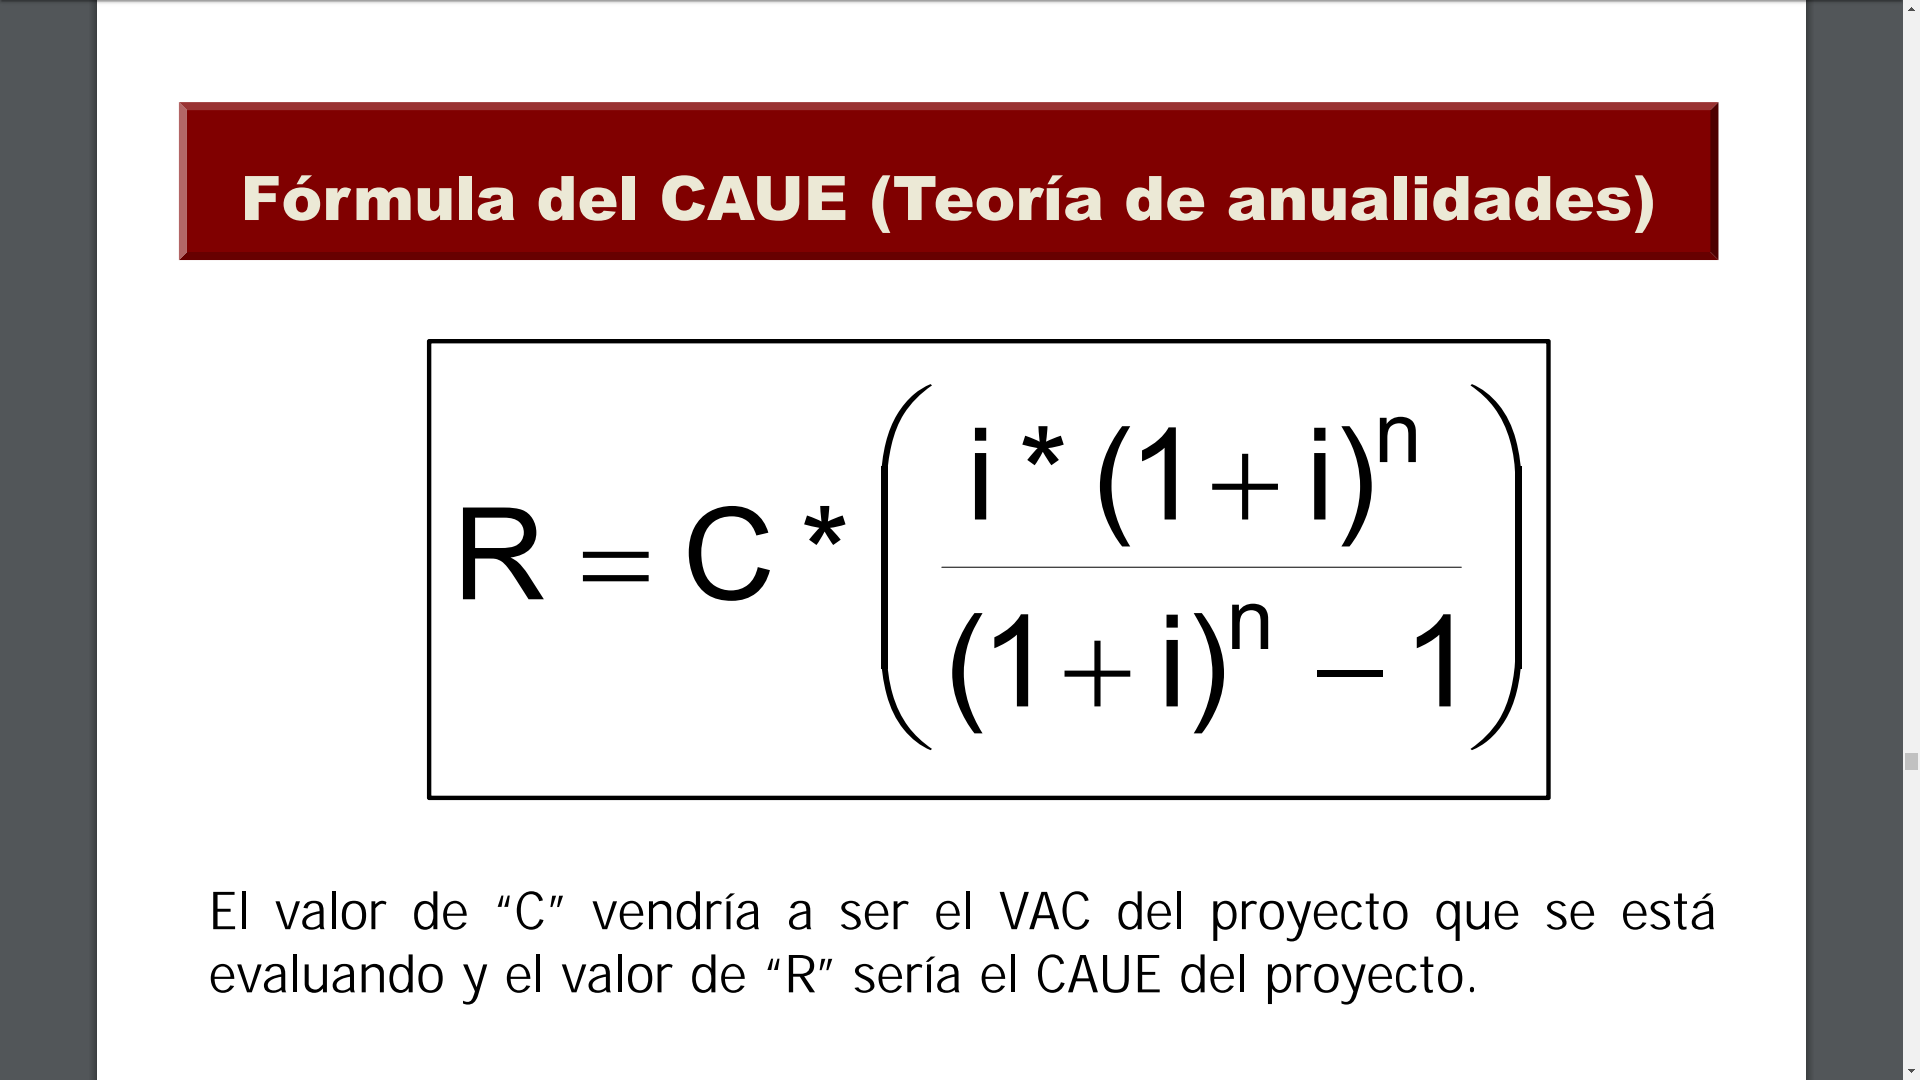 Fórmula del CAUE (Teoría de anualidades)
R = C * ( i * (1 + i)^n / (1 + i)^n − 1 )
El valor de “C” vendría a ser el VAC del proyecto que se está
evaluando y el valor de “R” sería el CAUE del proyecto.